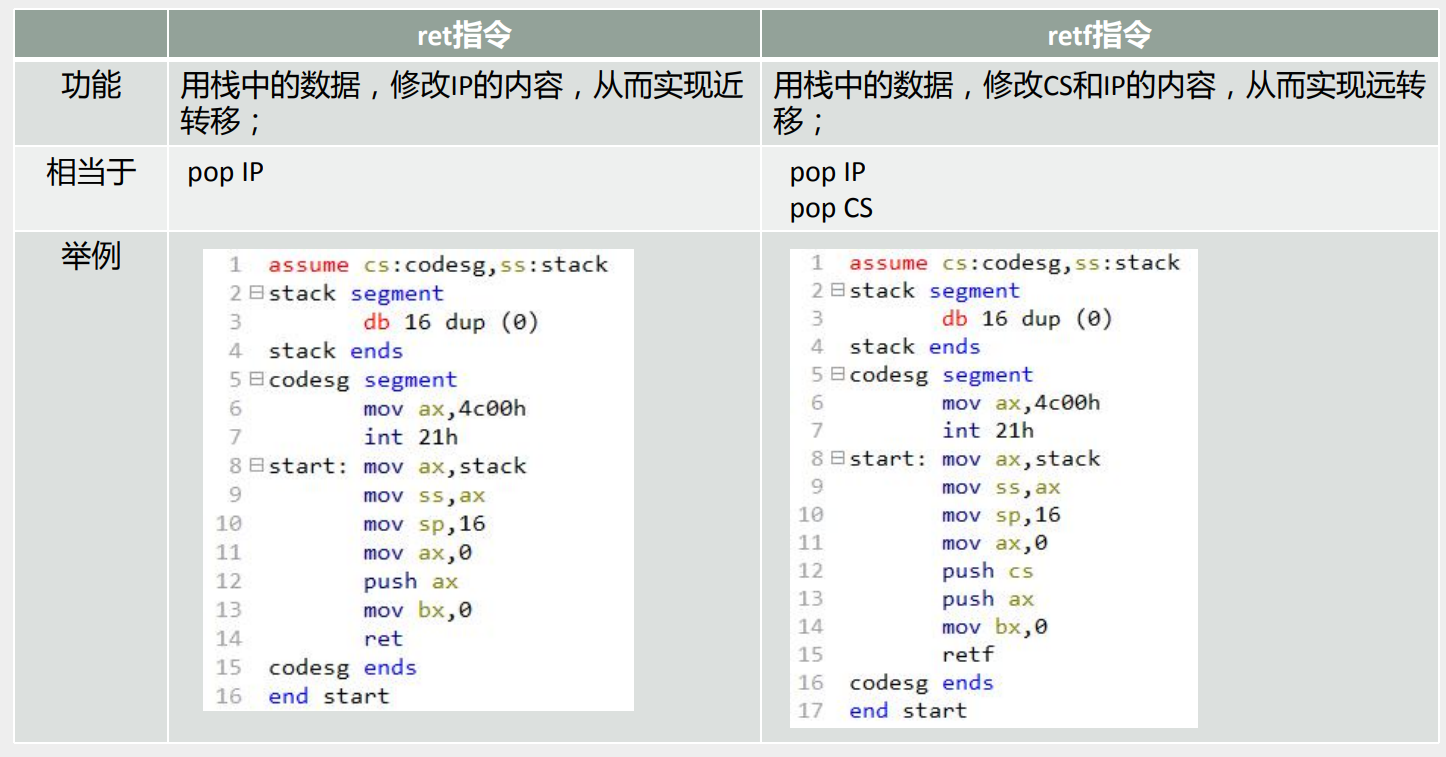 ret指令
retf指令
功能
用栈中的数据，修改IP的内容，从而实现近
转移；
用栈中的数据，修改CS和IP的内容，从而实现远转
移；
相当于
pop IP
pop IP
pop CS
举例
1 assume cs:codesg,ss:stack
2 stack segment
3 db 16 dup (0)
4 stack ends
5 codesg segment
6 mov ax,4c00h
7 int 21h
8 start: mov ax,stack
9 mov ss,ax
10 mov sp,16
11 mov ax,0
12 push ax
13 mov bx,0
14 ret
15 codesg ends
16 end start
1 assume cs:codesg,ss:stack
2 stack segment
3 db 16 dup (0)
4 stack ends
5 codesg segment
6 mov ax,4c00h
7 int 21h
8 start: mov ax,stack
9 mov ss,ax
10 mov sp,16
11 mov ax,0
12 push cs
13 push ax
14 mov bx,0
15 retf
16 codesg ends
17 end start